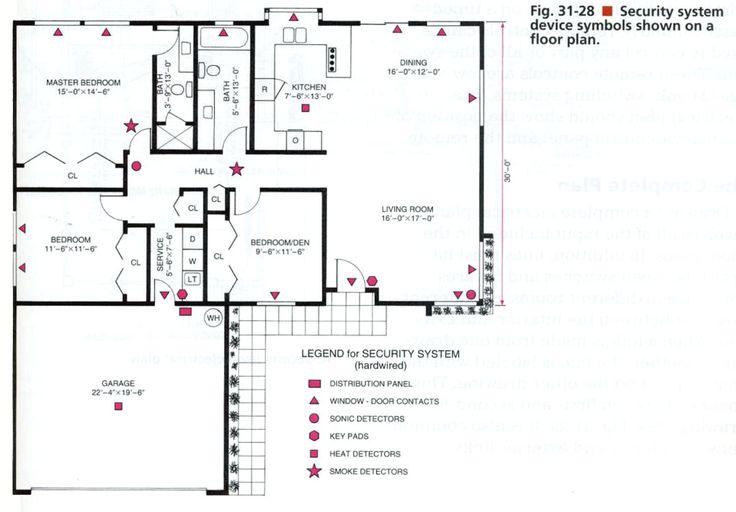 Fig. 31-28 ■ Security system
device symbols shown on a
floor plan.
MASTER BEDROOM
15'-0"×14'-6"
BATH
3'-9"×13'-0"
BATH
5'-6"×13'-0"
KITCHEN
7'-6"×13'-0"
R
O
DINING
16'-0"×12'-0"
30'-0"
CL
CL
HALL
CL
CL
LIVING ROOM
16'-0"×17'-0"
BEDROOM
11'-6"×11'-6"
CL
SERVICE
5'-6"×7'-6"
D
W
LT
CL
BEDROOM/DEN
9'-6"×11'-6"
WH
GARAGE
22'-4"×19'-6"
LEGEND for SECURITY SYSTEM
(hardwired)
DISTRIBUTION PANEL
WINDOW - DOOR CONTACTS
SONIC DETECTORS
KEY PADS
HEAT DETECTORS
SMOKE DETECTORS